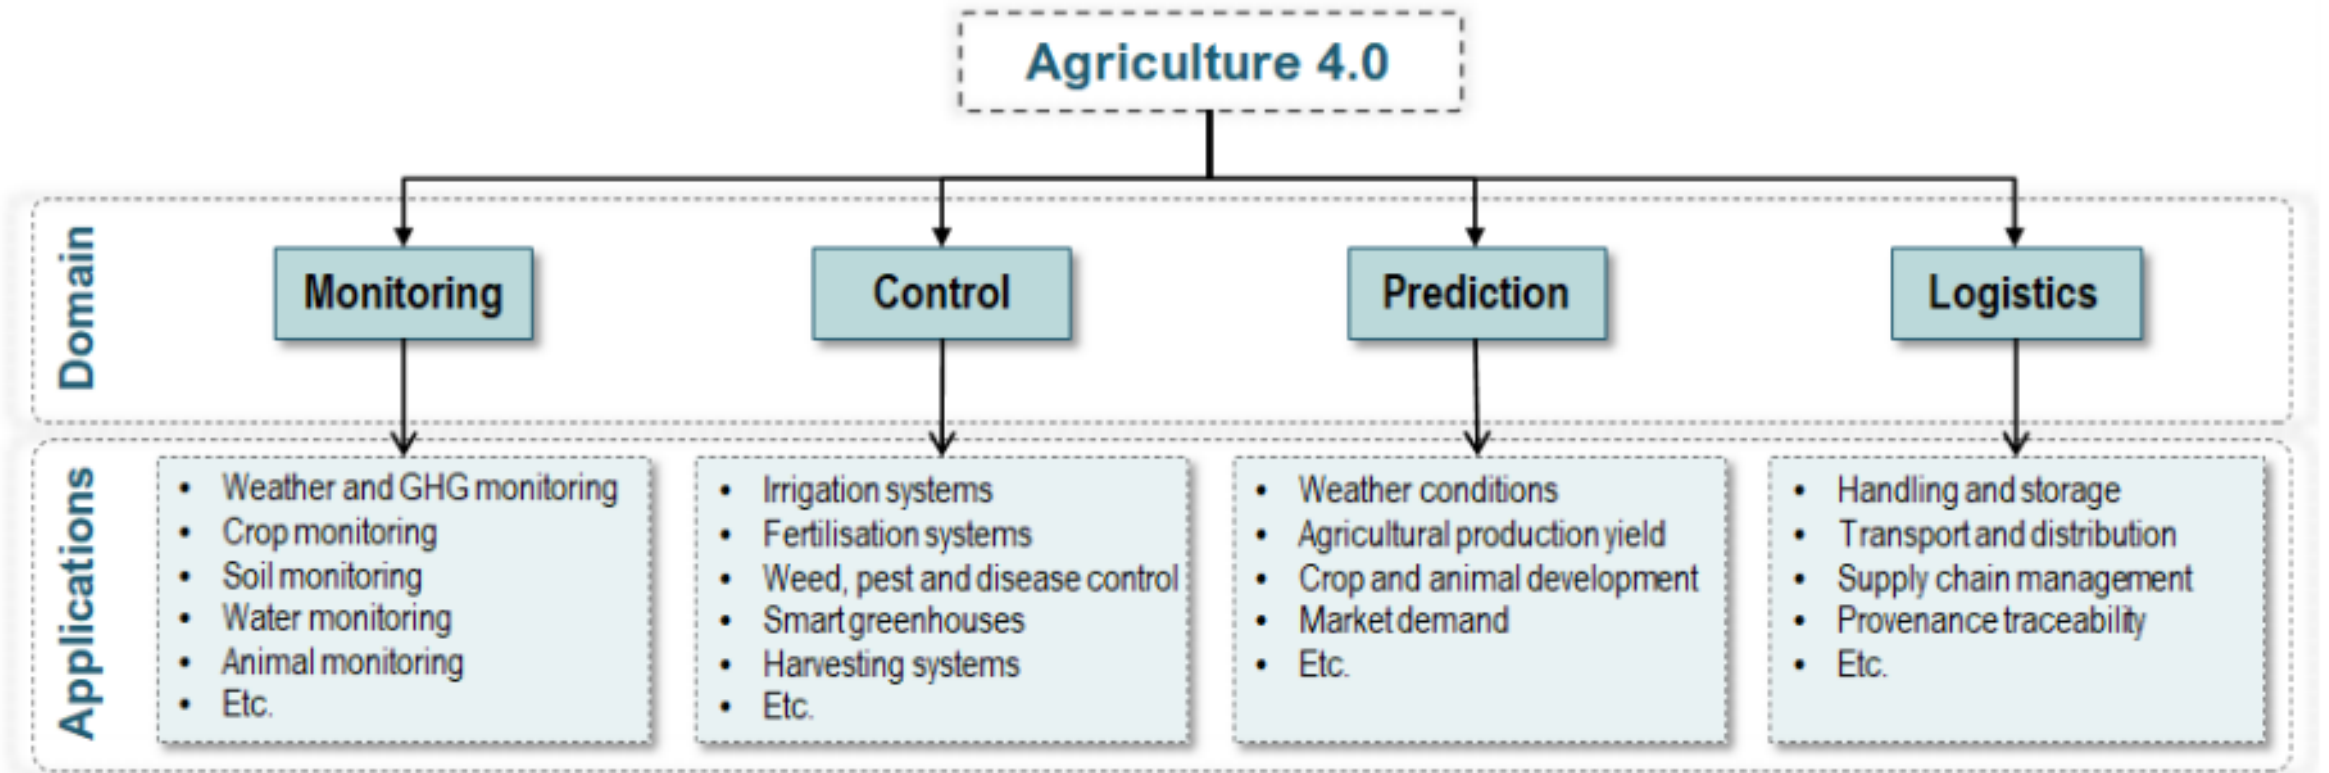 Agriculture 4.0
Domain
Monitoring
Control
Prediction
Logistics
Applications
• Weather and GHG monitoring
• Crop monitoring
• Soil monitoring
• Water monitoring
• Animal monitoring
• Etc.
• Irrigation systems
• Fertilisation systems
• Weed, pest and disease control
• Smart greenhouses
• Harvesting systems
• Etc.
• Weather conditions
• Agricultural production yield
• Crop and animal development
• Market demand
• Etc.
• Handling and storage
• Transport and distribution
• Supply chain management
• Provenance traceability
• Etc.